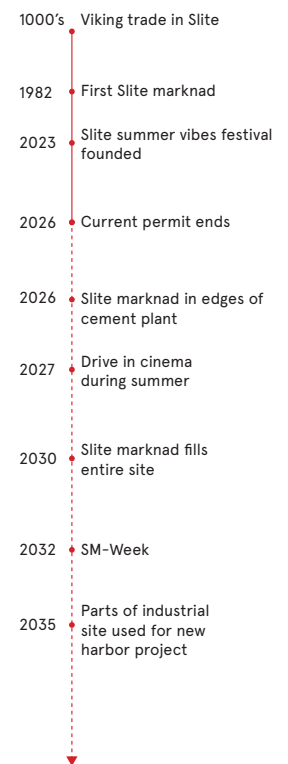 1000's Viking trade in Slite
1982 First Slite marknad
2023 Slite summer vibes festival
founded
2026 Current permit ends
2026 Slite marknad in edges of
cement plant
2027 Drive in cinema
during summer
2030 Slite marknad fills
entire site
2032 SM-Week
2035 Parts of industrial
site used for new
harbor project